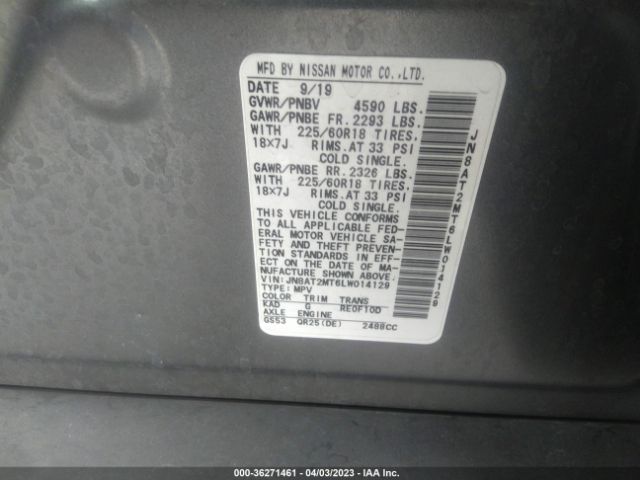 MFD BY NISSAN MOTOR CO.,LTD.
DATE 9/19
GVWR/PNBV 4590 LBS.
GAWR/PNBE FR. 2293 LBS.
WITH 225/60R18 TIRES.
18X7J RIMS.AT 33 PSI
COLD SINGLE.
GAWR/PNBE RR. 2326 LBS.
WITH 225/60R18 TIRES.
18X7J RIMS.AT 33 PSI
COLD SINGLE.
THIS VEHICLE CONFORMS
TO ALL APPLICABLE FED-
ERAL MOTOR VEHICLE SA-
FETY AND THEFT PREVEN-
TION STANDARDS IN EFF-
ECT ON THE DATE OF MA-
NUFACTURE SHOWN ABOVE.
VIN:JN8AT2MT6LW014129
TYPE: MPV
COLOR TRIM TRANS
KAD G RE0F10D
AXLE ENGINE
GS53 QR25(DE) 2488CC
JN8AT2MT6LW014129
000-36271461 - 04/03/2023 - IAA Inc.